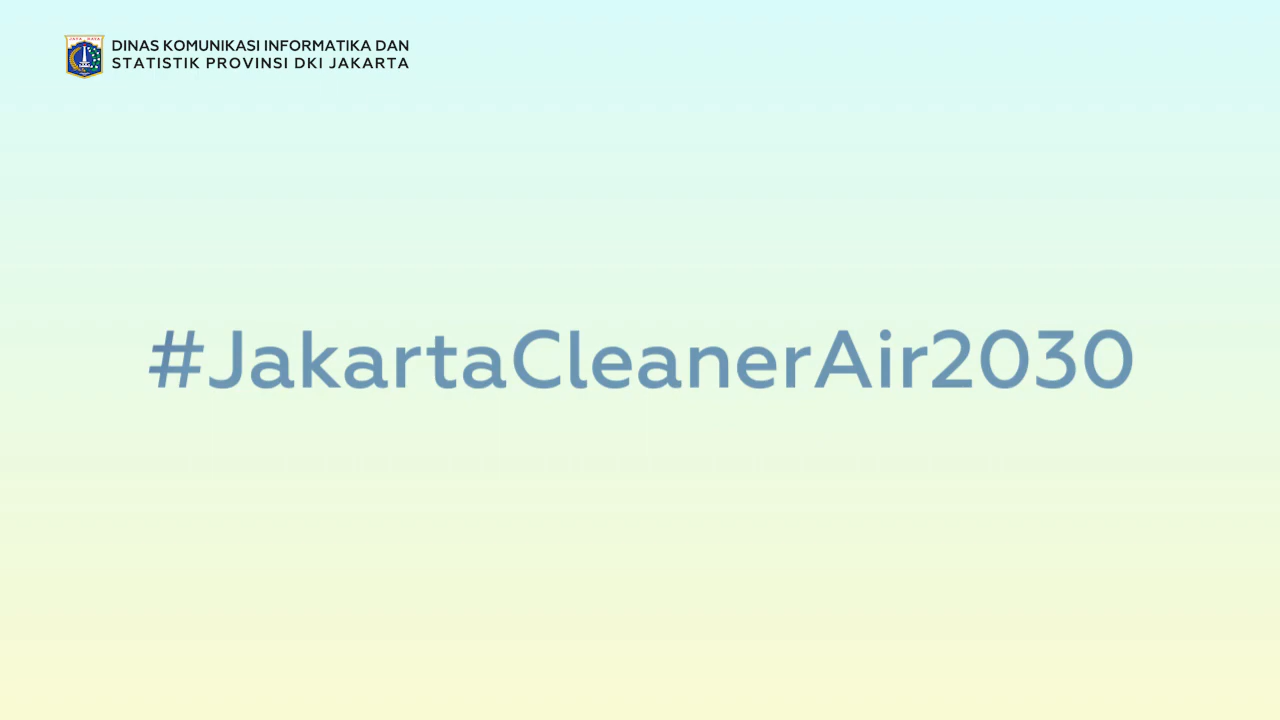 DINAS KOMUNIKASI INFORMATIKA DAN
STATISTIK PROVINSI DKI JAKARTA
#JakartaCleanerAir2030